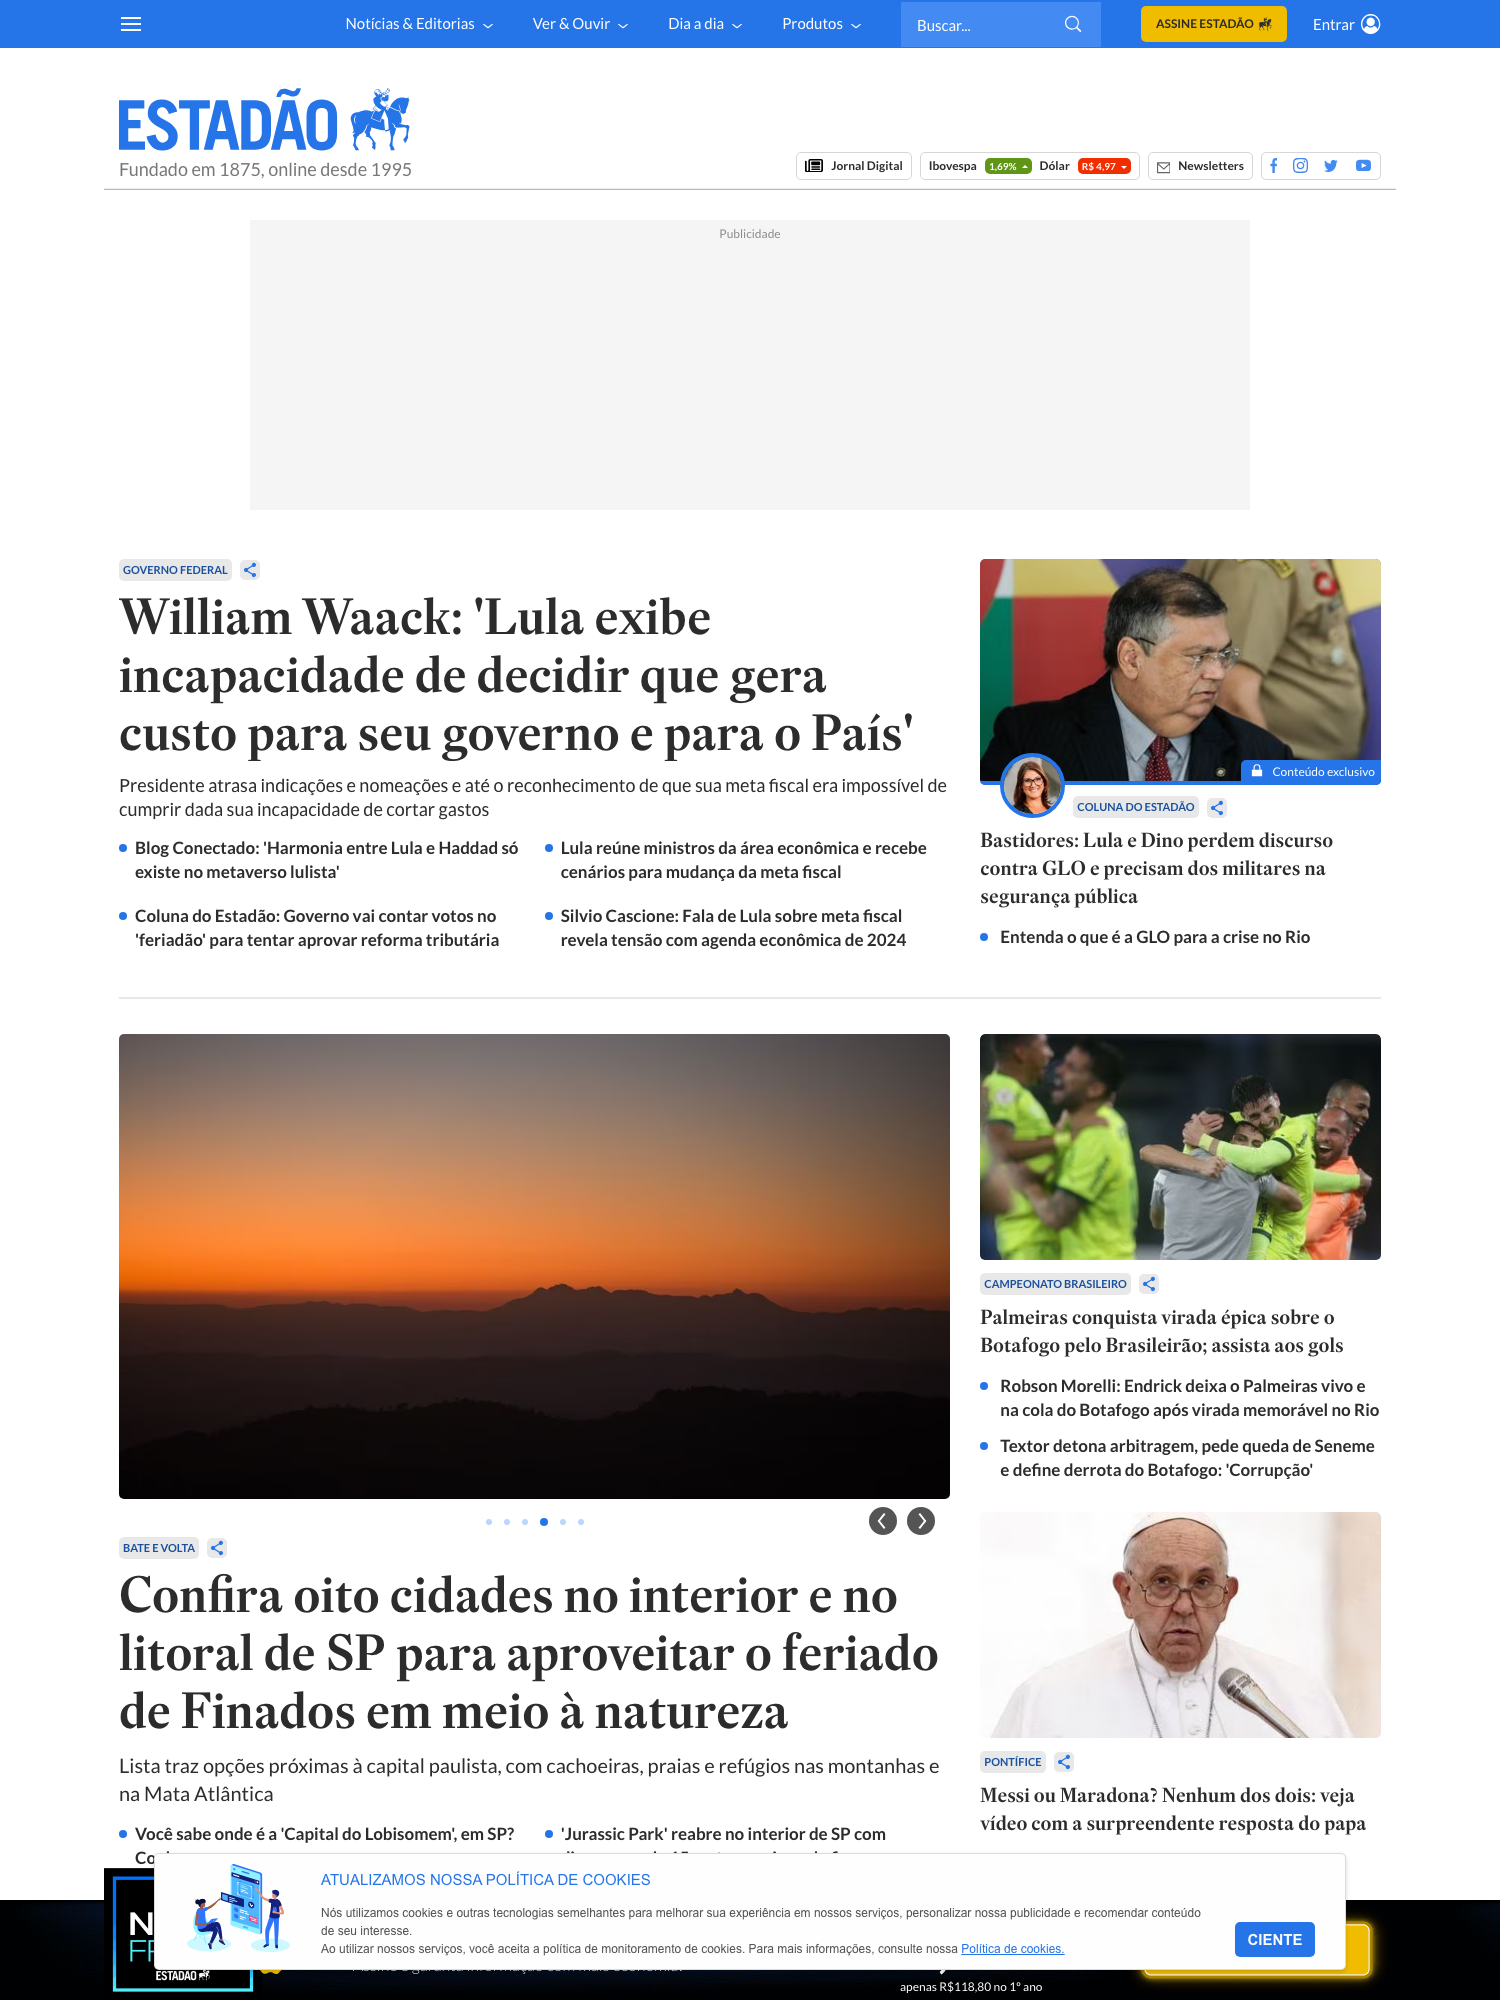 Notícias & Editorias
Ver & Ouvir
Dia a dia
Produtos
Buscar...
ASSINE ESTADÃO
Entrar
ESTADÃO
Fundado em 1875, online desde 1995
Jornal Digital
Ibovespa 1,69% Dólar R$ 4,97
Newsletters
Publicidade
GOVERNO FEDERAL
William Waack: 'Lula exibe
incapacidade de decidir que gera
custo para seu governo e para o País'
Presidente atrasa indicações e nomeações e até o reconhecimento de que sua meta fiscal era impossível de
cumprir dada sua incapacidade de cortar gastos
Blog Conectado: 'Harmonia entre Lula e Haddad só
existe no metaverso lulista'
Lula reúne ministros da área econômica e recebe
cenários para mudança da meta fiscal
Coluna do Estadão: Governo vai contar votos no
'feriadão' para tentar aprovar reforma tributária
Silvio Cascione: Fala de Lula sobre meta fiscal
revela tensão com agenda econômica de 2024
Conteúdo exclusivo
COLUNA DO ESTADÃO
Bastidores: Lula e Dino perdem discurso
contra GLO e precisam dos militares na
segurança pública
Entenda o que é a GLO para a crise no Rio
BATE E VOLTA
Confira oito cidades no interior e no
litoral de SP para aproveitar o feriado
de Finados em meio à natureza
Lista traz opções próximas à capital paulista, com cachoeiras, praias e refúgios nas montanhas e
na Mata Atlântica
Você sabe onde é a 'Capital do Lobisomem', em SP?
'Jurassic Park' reabre no interior de SP com
CAMPEONATO BRASILEIRO
Palmeiras conquista virada épica sobre o
Botafogo pelo Brasileirão; assista aos gols
Robson Morelli: Endrick deixa o Palmeiras vivo e
na cola do Botafogo após virada memorável no Rio
Textor detona arbitragem, pede queda de Seneme
e define derrota do Botafogo: 'Corrupção'
PONTÍFICE
Messi ou Maradona? Nenhum dos dois: veja
vídeo com a surpreendente resposta do papa
ATUALIZAMOS NOSSA POLÍTICA DE COOKIES
Nós utilizamos cookies e outras tecnologias semelhantes para melhorar sua experiência em nossos serviços, personalizar nossa publicidade e recomendar conteúdo
de seu interesse.
Ao utilizar nossos serviços, você aceita a política de monitoramento de cookies. Para mais informações, consulte nossa Política de cookies.
CIENTE
ESTADÃO
apenas R$118,80 no 1º ano